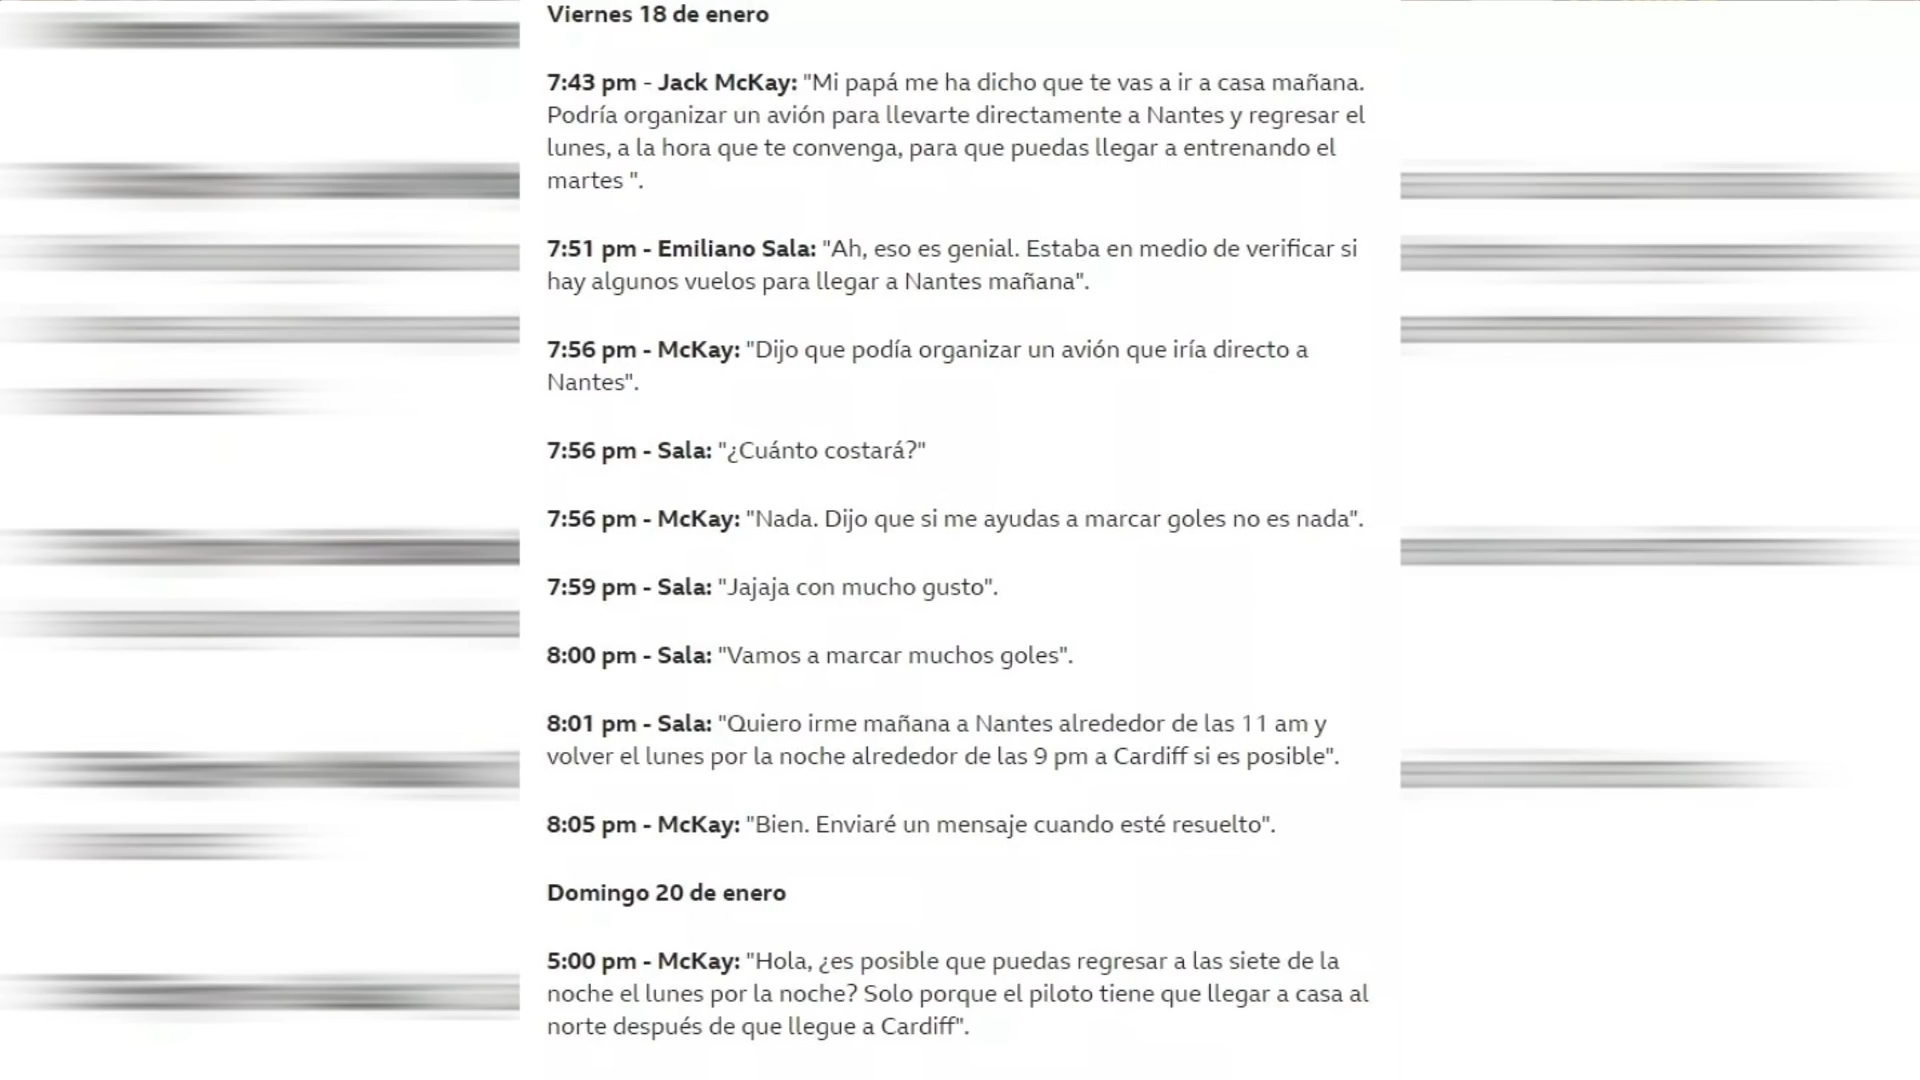 Viernes 18 de enero
7:43 pm - Jack McKay: "Mi papá me ha dicho que te vas a ir a casa mañana.
Podría organizar un avión para llevarte directamente a Nantes y regresar el
lunes, a la hora que te convenga, para que puedas llegar a entrenando el
martes ".
7:51 pm - Emiliano Sala: "Ah, eso es genial. Estaba en medio de verificar si
hay algunos vuelos para llegar a Nantes mañana".
7:56 pm - McKay: "Dijo que podía organizar un avión que iría directo a
Nantes".
7:56 pm - Sala: "¿Cuánto costará?"
7:56 pm - McKay: "Nada. Dijo que si me ayudas a marcar goles no es nada".
7:59 pm - Sala: "Jajaja con mucho gusto".
8:00 pm - Sala: "Vamos a marcar muchos goles".
8:01 pm - Sala: "Quiero irme mañana a Nantes alrededor de las 11 am y
volver el lunes por la noche alrededor de las 9 pm a Cardiff si es posible".
8:05 pm - McKay: "Bien. Enviaré un mensaje cuando esté resuelto".
Domingo 20 de enero
5:00 pm - McKay: "Hola, ¿es posible que puedas regresar a las siete de la
noche el lunes por la noche? Solo porque el piloto tiene que llegar a casa al
norte después de que llegue a Cardiff".